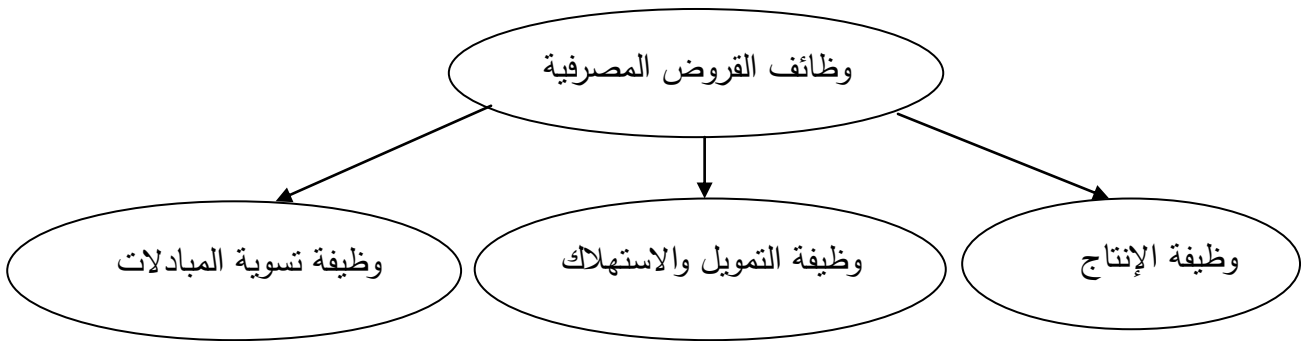 وظائف القروض المصرفية
وظيفة الإنتاج
وظيفة التمويل والاستهلاك
وظيفة تسوية المبادلات